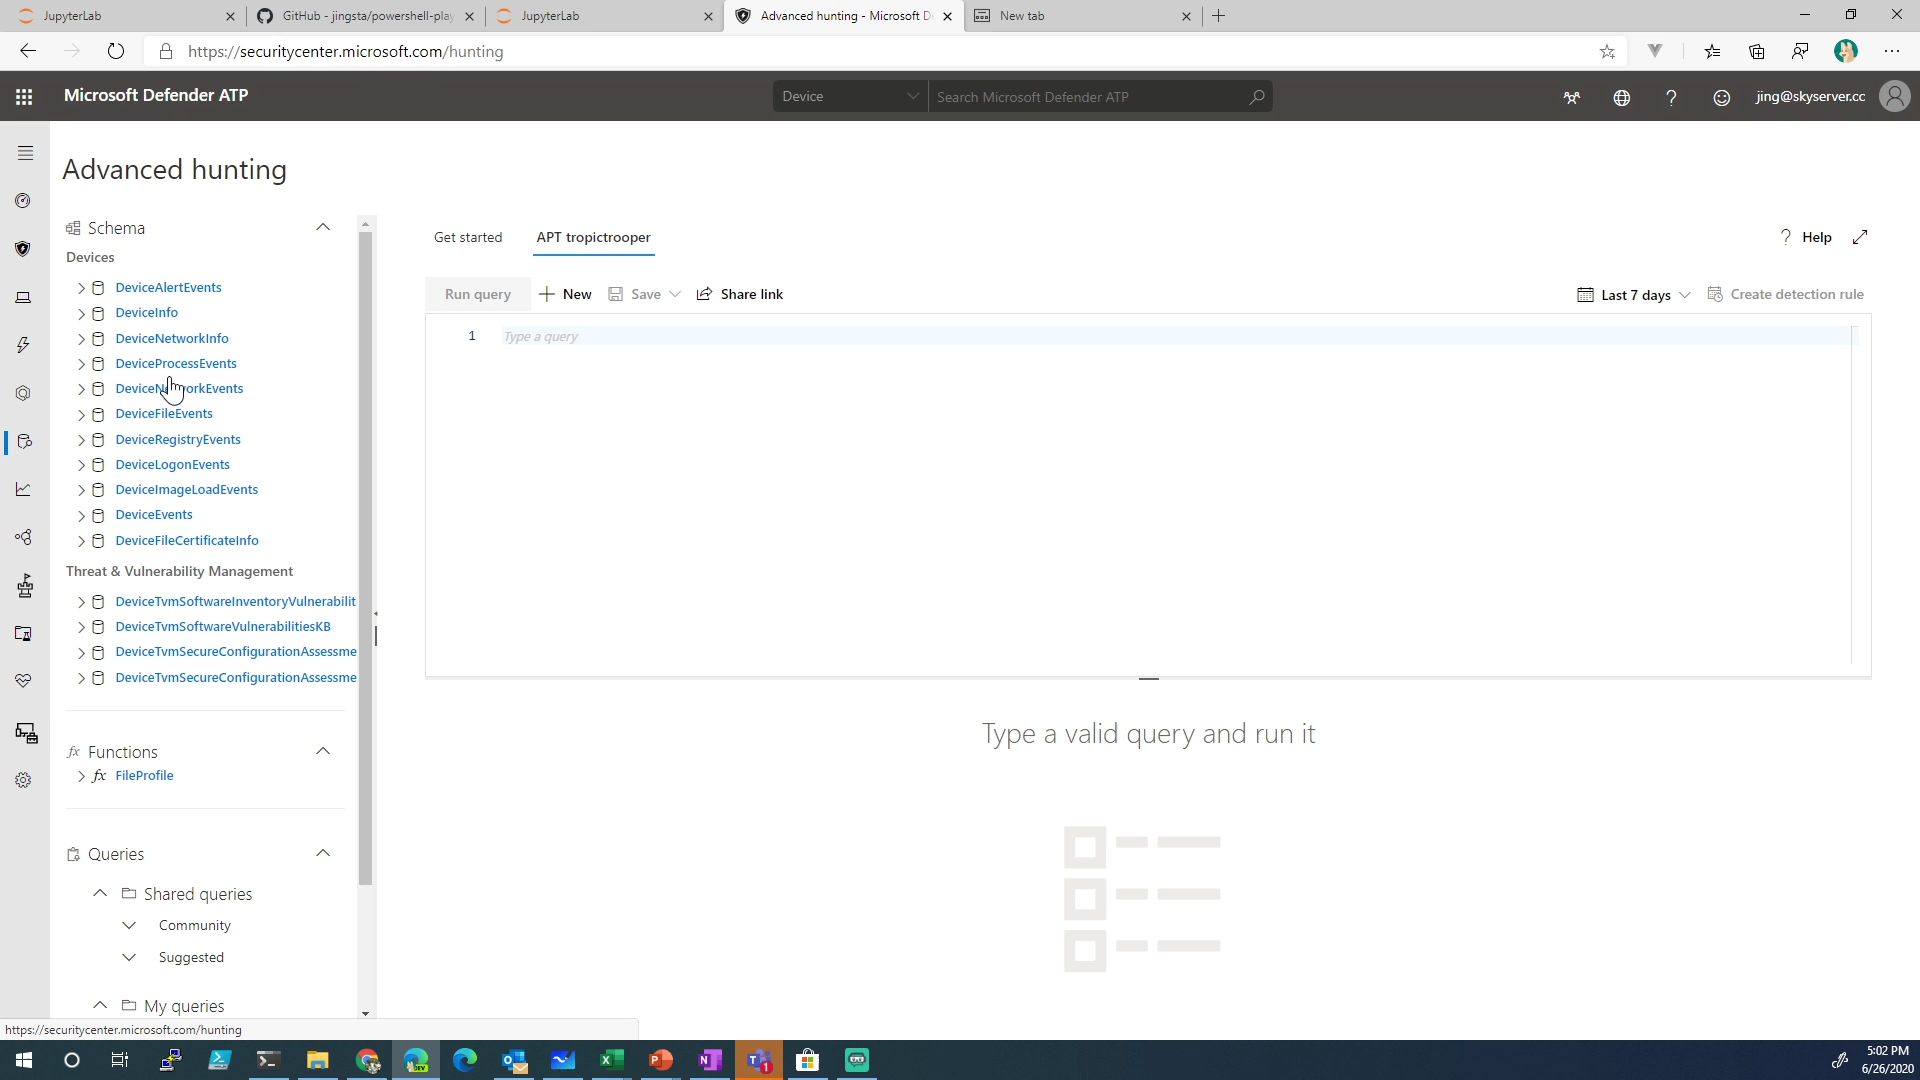 JupyterLab
GitHub - jingsta/powershell-play
JupyterLab
Advanced hunting - Microsoft D
New tab
https://securitycenter.microsoft.com/hunting
Microsoft Defender ATP
Device
Search Microsoft Defender ATP
jing@skyserver.cc
Advanced hunting
Schema
Devices
DeviceAlertEvents
DeviceInfo
DeviceNetworkInfo
DeviceProcessEvents
DeviceNetworkEvents
DeviceFileEvents
DeviceRegistryEvents
DeviceLogonEvents
DeviceImageLoadEvents
DeviceEvents
DeviceFileCertificateInfo
Threat & Vulnerability Management
DeviceTvmSoftwareInventoryVulnerabilit
DeviceTvmSoftwareVulnerabilitiesKB
DeviceTvmSecureConfigurationAssessme
DeviceTvmSecureConfigurationAssessme
fx Functions
fx FileProfile
Queries
Shared queries
Community
Suggested
My queries
Get started
APT tropictrooper
? Help
Run query
New
Save
Share link
Last 7 days
Create detection rule
1
Type a query
Type a valid query and run it
https://securitycenter.microsoft.com/hunting
5:02 PM
6/26/2020